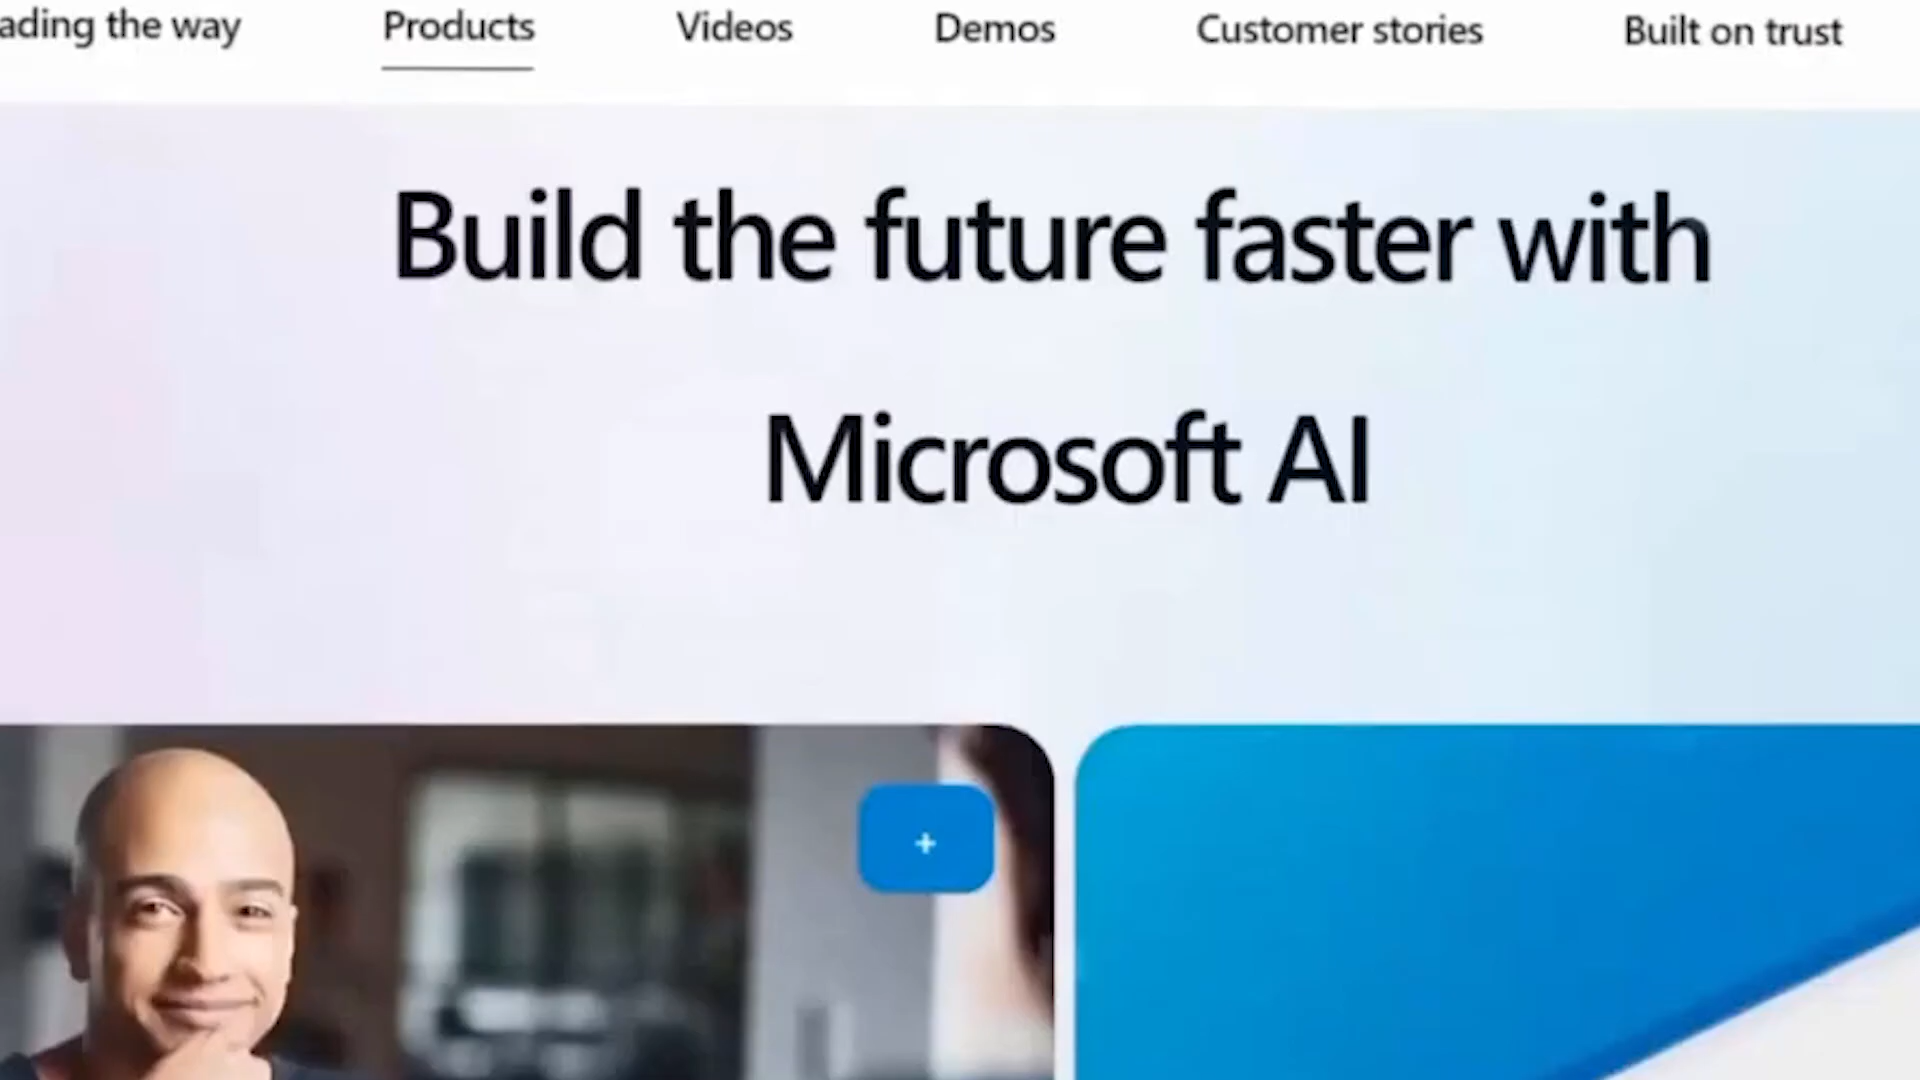 ading the way
Products
Videos
Demos
Customer stories
Built on trust
Build the future faster with
Microsoft AI
+